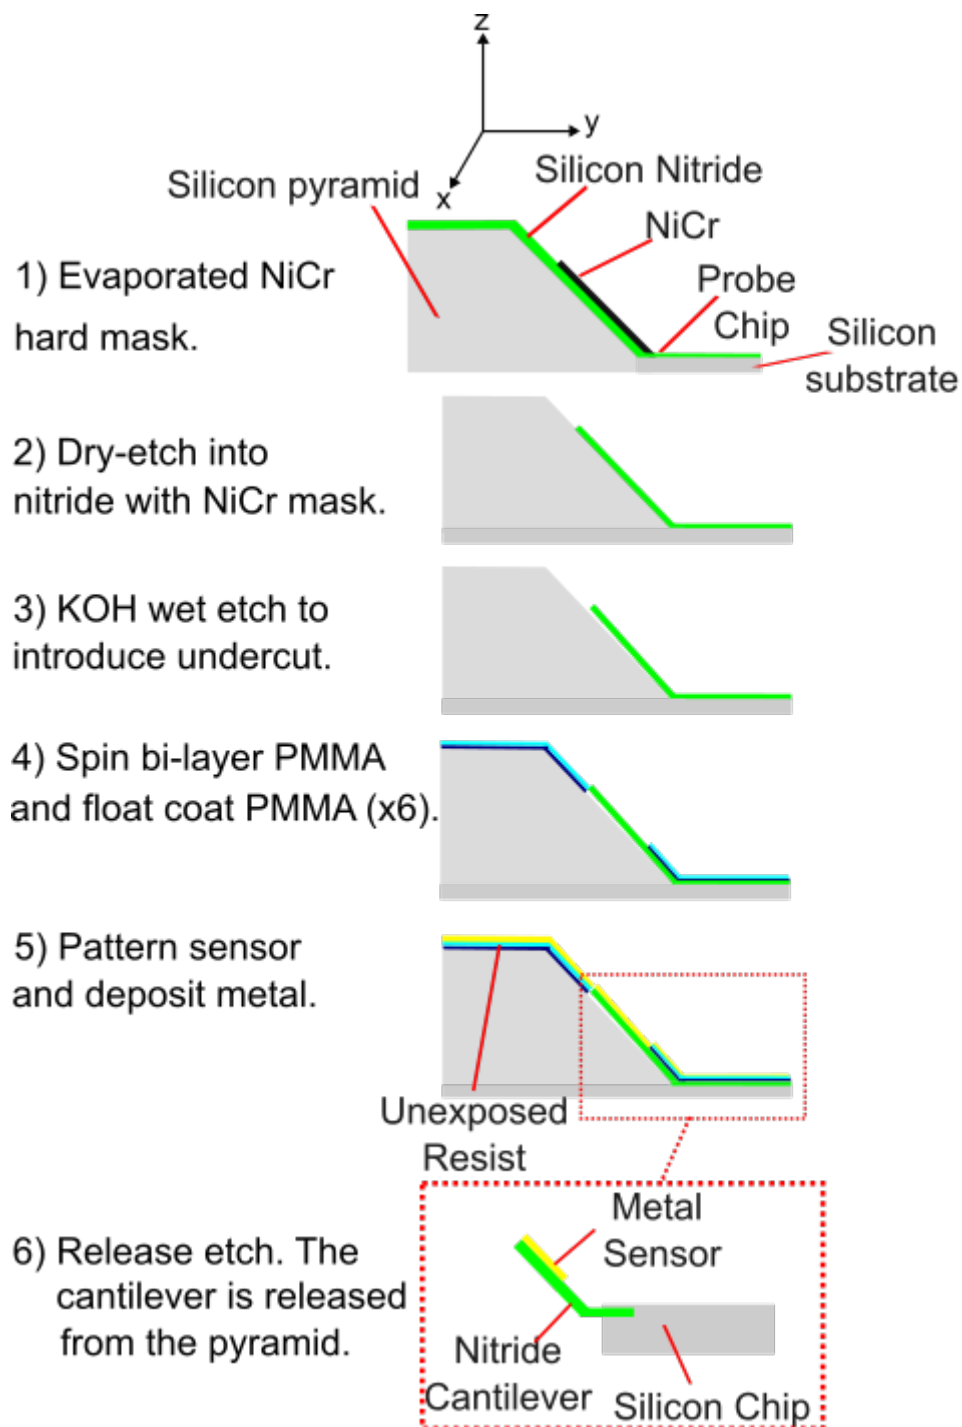 z
y
x
Silicon pyramid
Silicon Nitride
NiCr
Probe
Chip
Silicon
substrate
1) Evaporated NiCr
hard mask.
2) Dry-etch into
nitride with NiCr mask.
3) KOH wet etch to
introduce undercut.
4) Spin bi-layer PMMA
and float coat PMMA (x6).
5) Pattern sensor
and deposit metal.
Unexposed
Resist
6) Release etch. The
cantilever is released
from the pyramid.
Metal
Sensor
Nitride
Cantilever
Silicon Chip